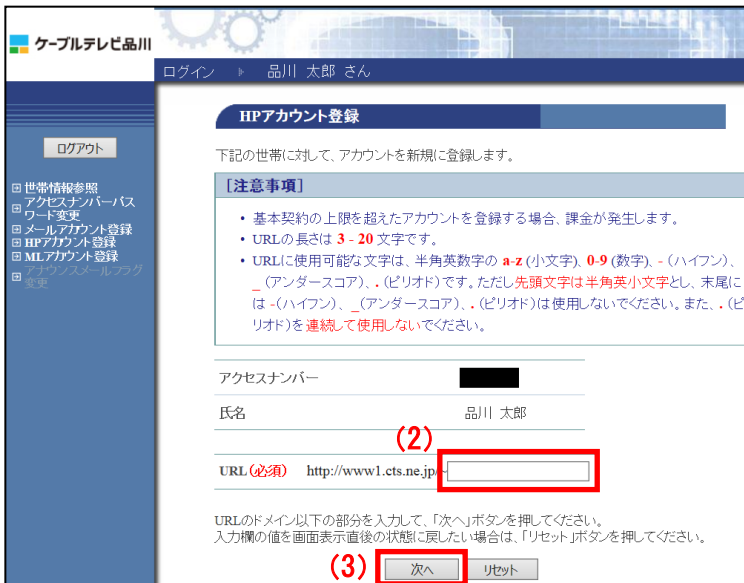 ケーブルテレビ品川
ログイン » 品川 太郎 さん
ログアウト
世帯情報参照
アクセスナンバーパス
ワード変更
メールアカウント登録
HPアカウント登録
MLアカウント登録
アナウンスメールフラグ
変更
HPアカウント登録
下記の世帯に対して、アカウントを新規に登録します。
[注意事項]
• 基本契約の上限を超えたアカウントを登録する場合、課金が発生します。
• URLの長さは 3 - 20 文字です。
• URLに使用可能な文字は、半角英数字の a-z (小文字)、0-9 (数字)、- (ハイフン)、
_ (アンダースコア)、. (ピリオド)です。ただし先頭文字は半角英小文字とし、末尾に
は -(ハイフン)、_(アンダースコア)、. (ピリオド)は使用しないでください。また、. (ピ
リオド)を連続して使用しないでください。
アクセスナンバー
氏名 品川 太郎
(2)
URL(必須) http://www1.cts.ne.jp/~
URLのドメイン以下の部分を入力して、「次へ」ボタンを押してください。
入力欄の値を画面表示直後の状態に戻したい場合は、「リセット」ボタンを押してください。
(3) 次へ リセット